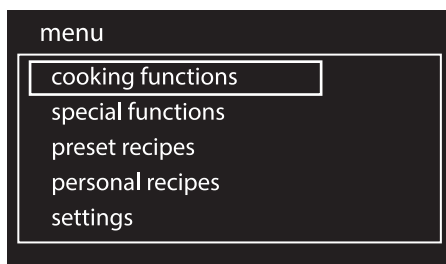 menu
cooking functions
special functions
preset recipes
personal recipes
settings